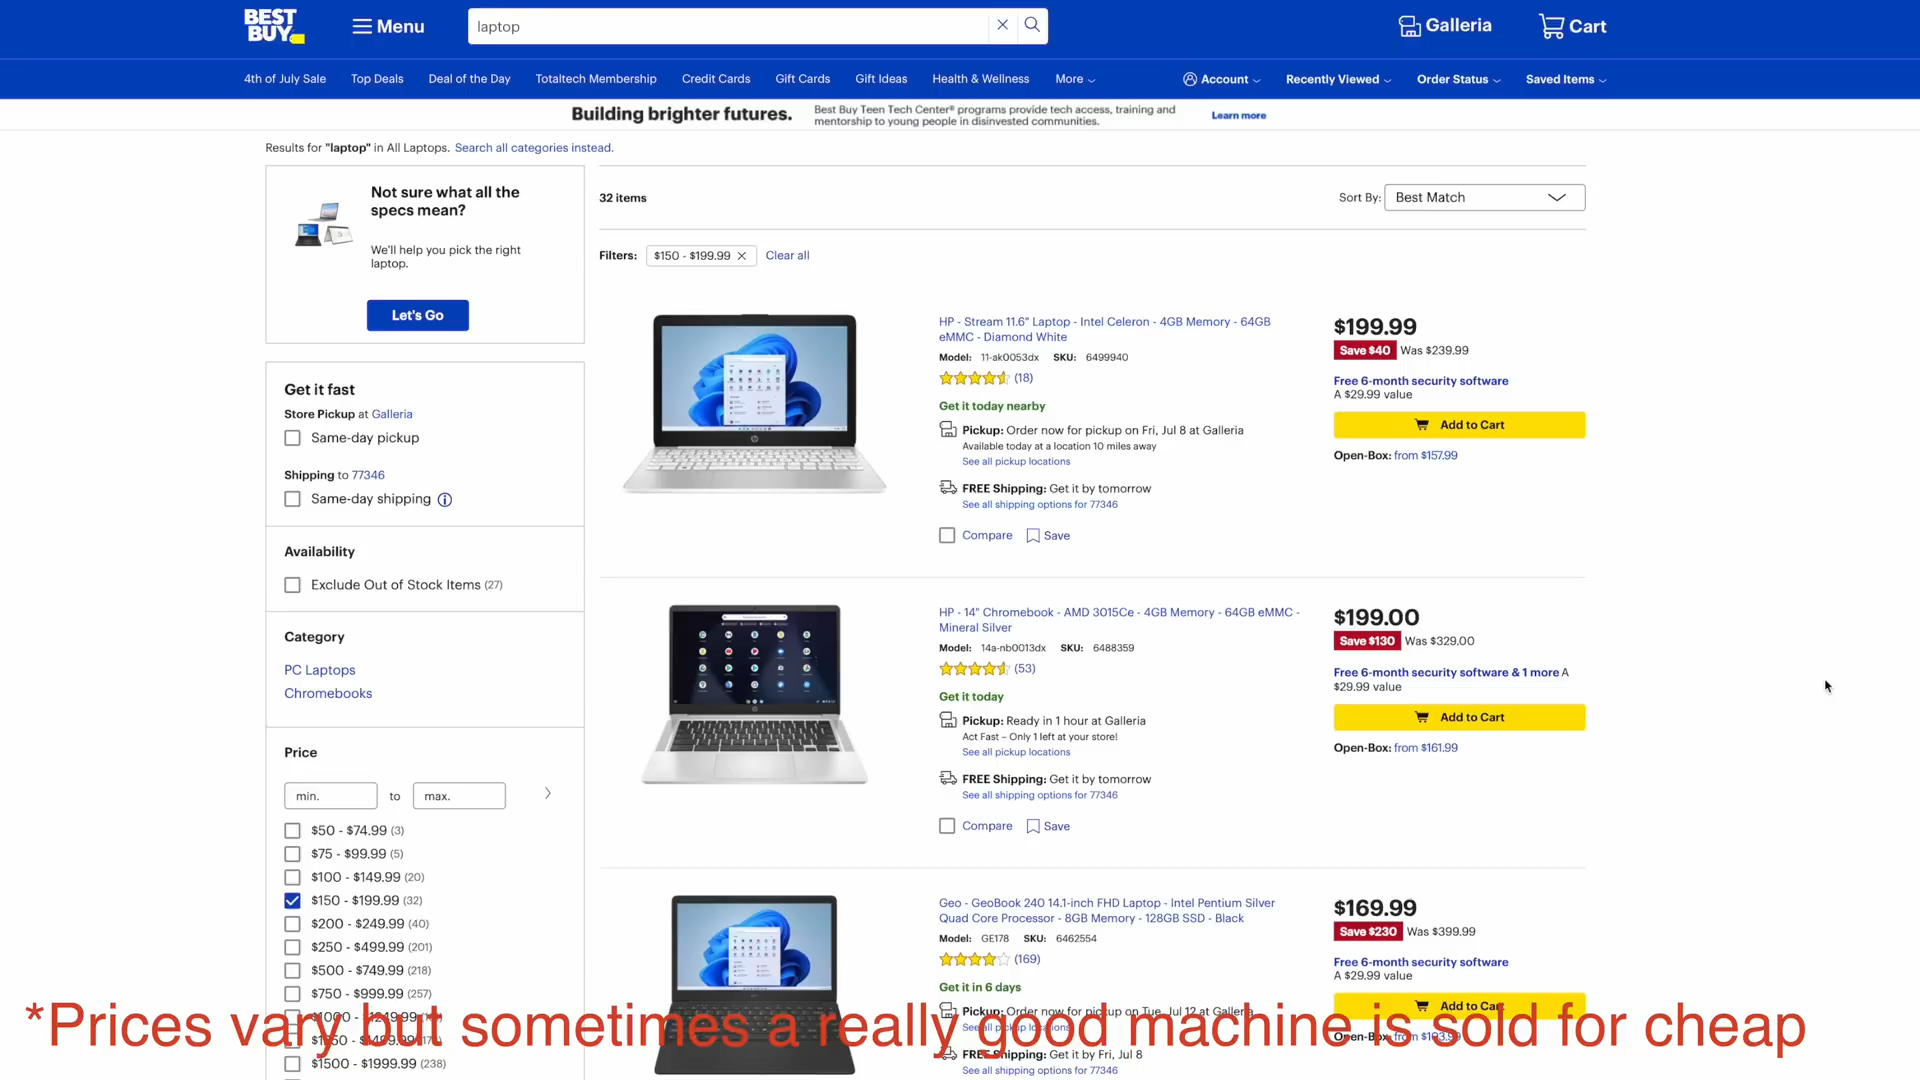 BEST
BUY
Menu
laptop
Galleria
Cart
4th of July Sale
Top Deals
Deal of the Day
Totaltech Membership
Credit Cards
Gift Cards
Gift Ideas
Health & Wellness
More
Account
Recently Viewed
Order Status
Saved Items
Building brighter futures.
Best Buy Teen Tech Center® programs provide tech access, training and
mentorship to young people in disinvested communities.
Learn more
Results for "laptop" in All Laptops. Search all categories instead.
Not sure what all the
specs mean?
We'll help you pick the right
laptop.
Let's Go
Get it fast
Store Pickup at Galleria
Same-day pickup
Shipping to 77346
Same-day shipping
Availability
Exclude Out of Stock Items (27)
Category
PC Laptops
Chromebooks
Price
min. to max.
$50 - $74.99 (3)
$75 - $99.99 (5)
$100 - $149.99 (20)
$150 - $199.99 (32)
$200 - $249.99 (40)
$250 - $499.99 (201)
$500 - $749.99 (218)
$750 - $999.99 (257)
$1500 - $1999.99 (238)
32 items
Sort By: Best Match
Filters: $150 - $199.99 Clear all
HP - Stream 11.6" Laptop - Intel Celeron - 4GB Memory - 64GB
eMMC - Diamond White
Model: 11-ak0053dx SKU: 6499940
(18)
Get it today nearby
Pickup: Order now for pickup on Fri, Jul 8 at Galleria
Available today at a location 10 miles away
See all pickup locations
FREE Shipping: Get it by tomorrow
See all shipping options for 77346
Compare Save
$199.99
Save $40 Was $239.99
Free 6-month security software
A $29.99 value
Add to Cart
Open-Box: from $157.99
HP - 14" Chromebook - AMD 3015Ce - 4GB Memory - 64GB eMMC -
Mineral Silver
Model: 14a-nb0013dx SKU: 6488359
(53)
Get it today
Pickup: Ready in 1 hour at Galleria
Act Fast – Only 1 left at your store!
See all pickup locations
FREE Shipping: Get it by tomorrow
See all shipping options for 77346
Compare Save
$199.00
Save $130 Was $329.00
Free 6-month security software & 1 more A
$29.99 value
Add to Cart
Open-Box: from $161.99
Geo - GeoBook 240 14.1-inch FHD Laptop - Intel Pentium Silver
Quad Core Processor - 8GB Memory - 128GB SSD - Black
Model: GE178 SKU: 6462554
(169)
Get it in 6 days
Pickup: Order now for pickup on Tue, Jul 12 at Galleria
See all pickup locations
FREE Shipping: Get it by Fri, Jul 8
See all shipping options for 77346
$169.99
Save $230 Was $399.99
Free 6-month security software
A $29.99 value
Add to Cart
Open-Box: from
*Prices vary but sometimes a really good machine is sold for cheap